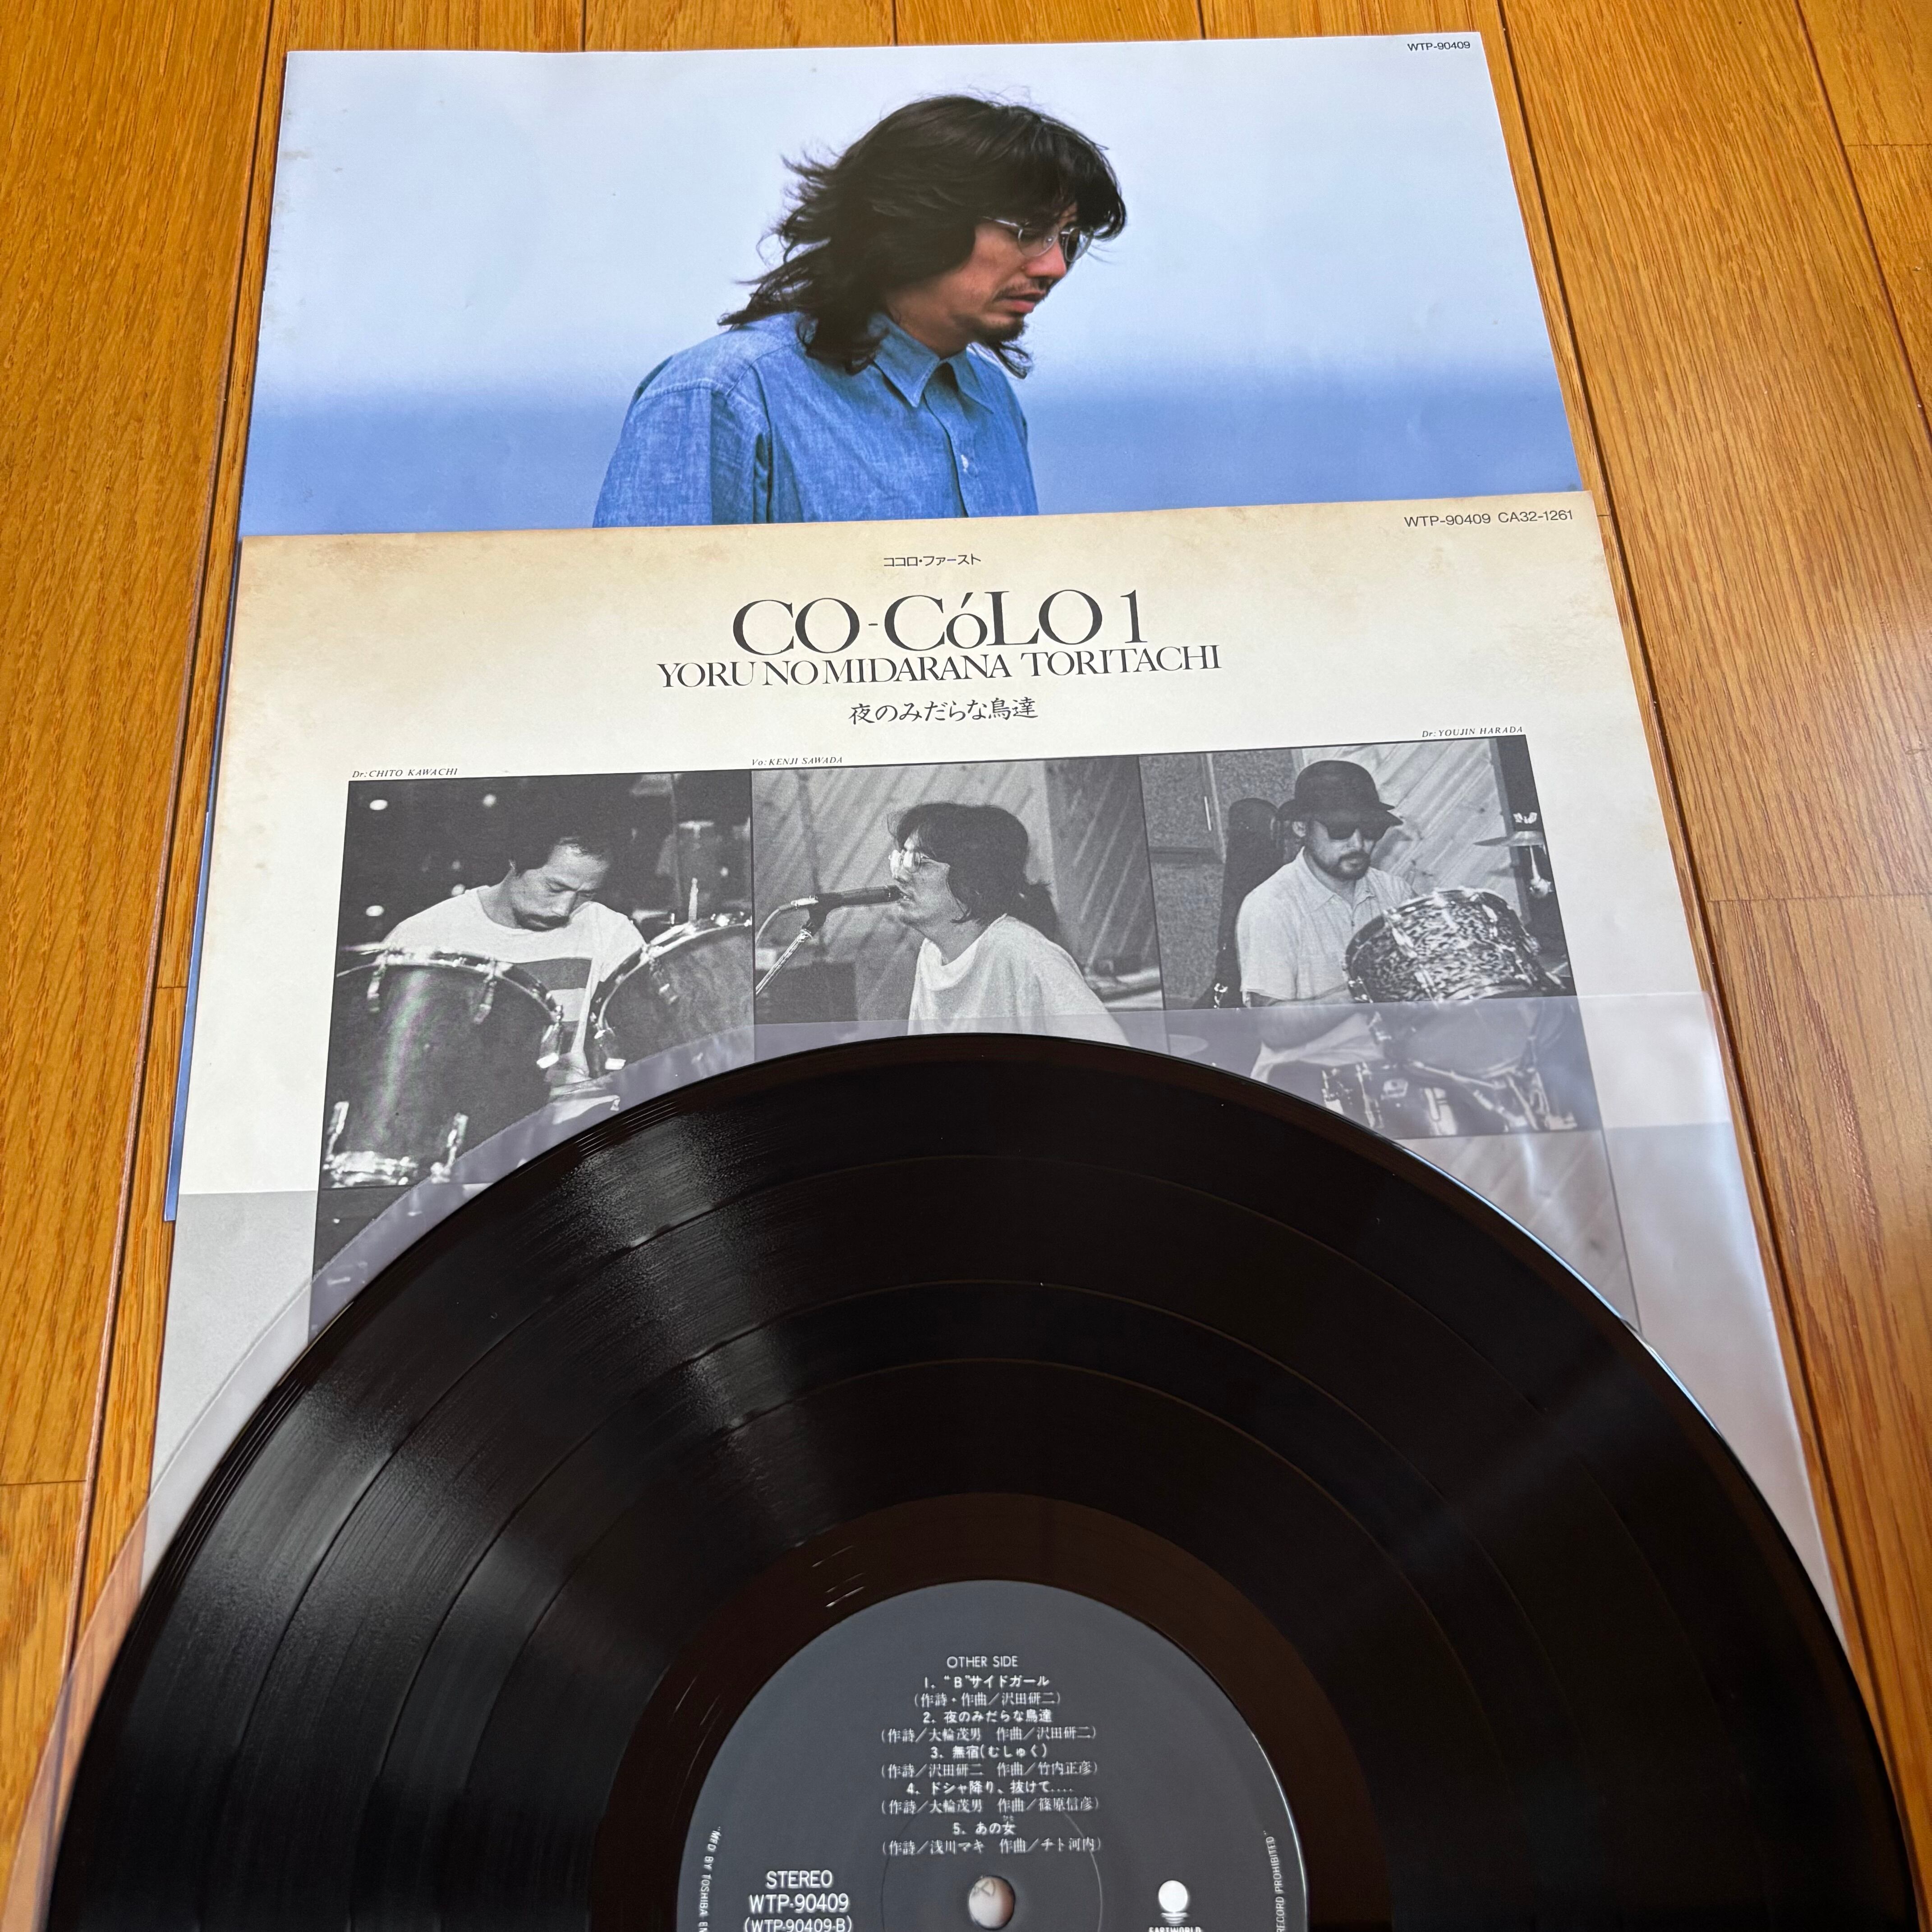 WTP-90409
WTP-90409 CA32-1261
ココロ・ファースト
CO-CóLO 1
YORU NO MIDARANA TORITACHI
夜のみだらな鳥達
Dr:CHITO KAWACHI
Vo:KENJI SAWADA
Dr:YOUJIN HARADA
OTHER SIDE
1. “B”サイドガール
(作詩・作曲／沢田研二)
2. 夜のみだらな鳥達
(作詩／大輪茂男 作曲／沢田研二)
3. 無宿(むしゅく)
(作詩／沢田研二 作曲／竹内正彦)
4. ドシャ降り、抜けて....
(作詩／大輪茂男 作曲／篠原信彦)
5. あの女
(作詩／浅川マキ 作曲／チト河内)
STEREO
WTP-90409
(WTP-90409-B)
EASTWORLD
"MFD BY TOSHIBA
RECORD PROHIBITED"